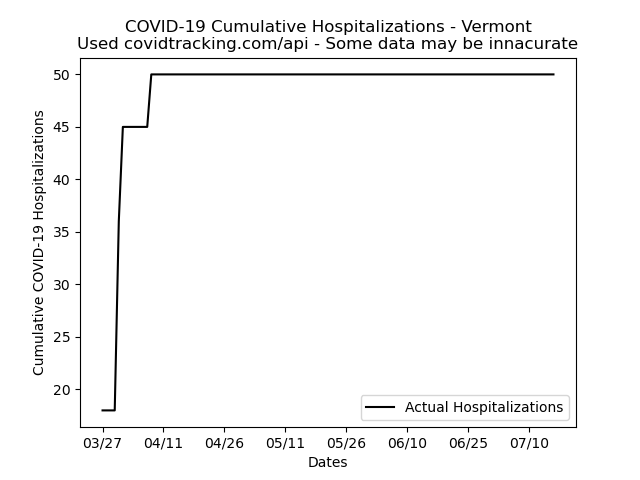 COVID-19 Cumulative Hospitalizations - Vermont
Used covidtracking.com/api - Some data may be innacurate
Cumulative COVID-19 Hospitalizations
50
45
40
35
30
25
20
Actual Hospitalizations
03/27 04/11 04/26 05/11 05/26 06/10 06/25 07/10
Dates